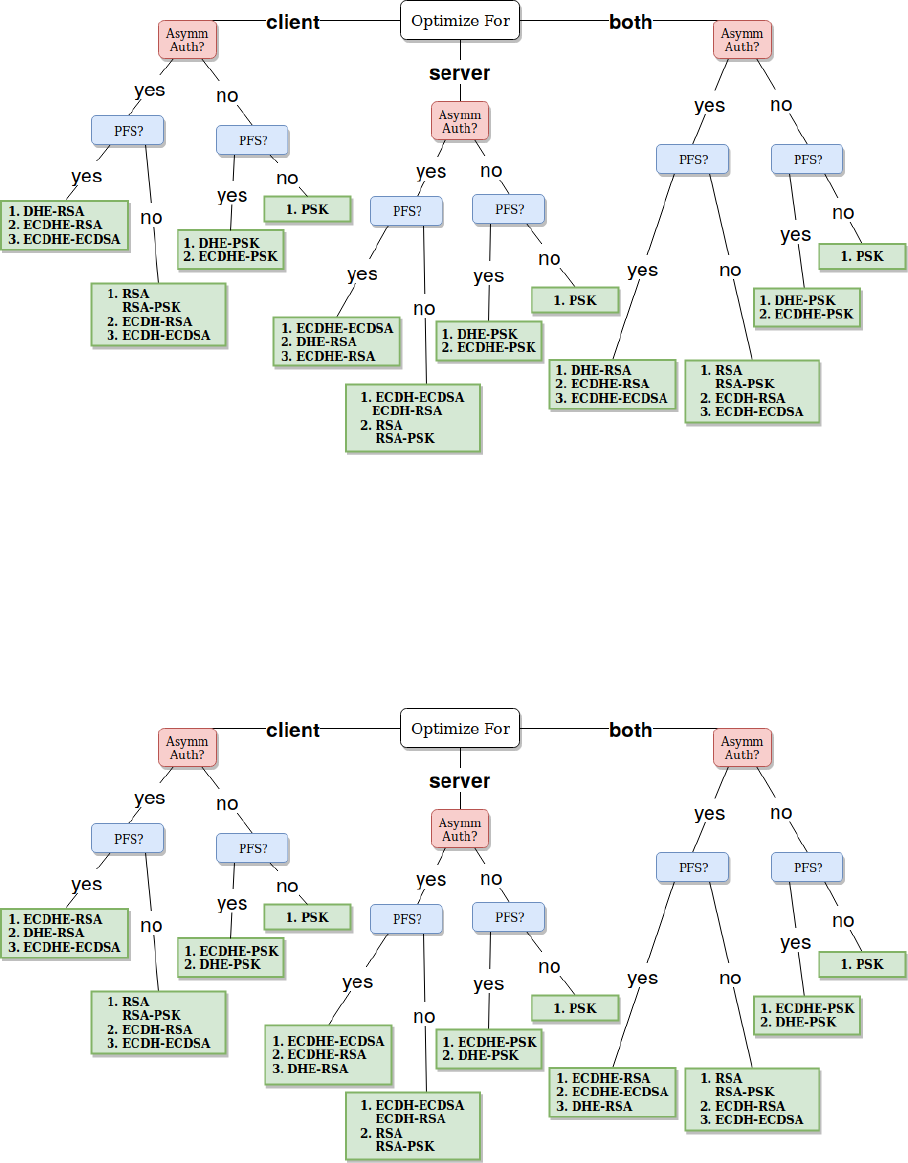 Optimize For
client
both
server
Asymm
Auth?
yes
no
PFS?
yes
no
1. DHE-RSA
2. ECDHE-RSA
3. ECDHE-ECDSA
1. RSA
RSA-PSK
2. ECDH-RSA
3. ECDH-ECDSA
PFS?
yes
no
1. DHE-PSK
2. ECDHE-PSK
1. PSK
Asymm
Auth?
yes
no
PFS?
yes
no
1. ECDHE-ECDSA
2. DHE-RSA
3. ECDHE-RSA
1. ECDH-ECDSA
ECDH-RSA
2. RSA
RSA-PSK
PFS?
yes
no
1. DHE-PSK
2. ECDHE-PSK
1. PSK
Asymm
Auth?
yes
no
PFS?
yes
no
1. DHE-RSA
2. ECDHE-RSA
3. ECDHE-ECDSA
1. RSA
RSA-PSK
2. ECDH-RSA
3. ECDH-ECDSA
PFS?
yes
no
1. DHE-PSK
2. ECDHE-PSK
1. PSK
Optimize For
client
both
server
Asymm
Auth?
yes
no
PFS?
yes
no
1. ECDHE-RSA
2. DHE-RSA
3. ECDHE-ECDSA
1. RSA
RSA-PSK
2. ECDH-RSA
3. ECDH-ECDSA
PFS?
yes
no
1. ECDHE-PSK
2. DHE-PSK
1. PSK
Asymm
Auth?
yes
no
PFS?
yes
no
1. ECDHE-ECDSA
2. ECDHE-RSA
3. DHE-RSA
1. ECDH-ECDSA
ECDH-RSA
2. RSA
RSA-PSK
PFS?
yes
no
1. ECDHE-PSK
2. DHE-PSK
1. PSK
Asymm
Auth?
yes
no
PFS?
yes
no
1. ECDHE-RSA
2. ECDHE-ECDSA
3. DHE-RSA
1. RSA
RSA-PSK
2. ECDH-RSA
3. ECDH-ECDSA
PFS?
yes
no
1. ECDHE-PSK
2. DHE-PSK
1. PSK